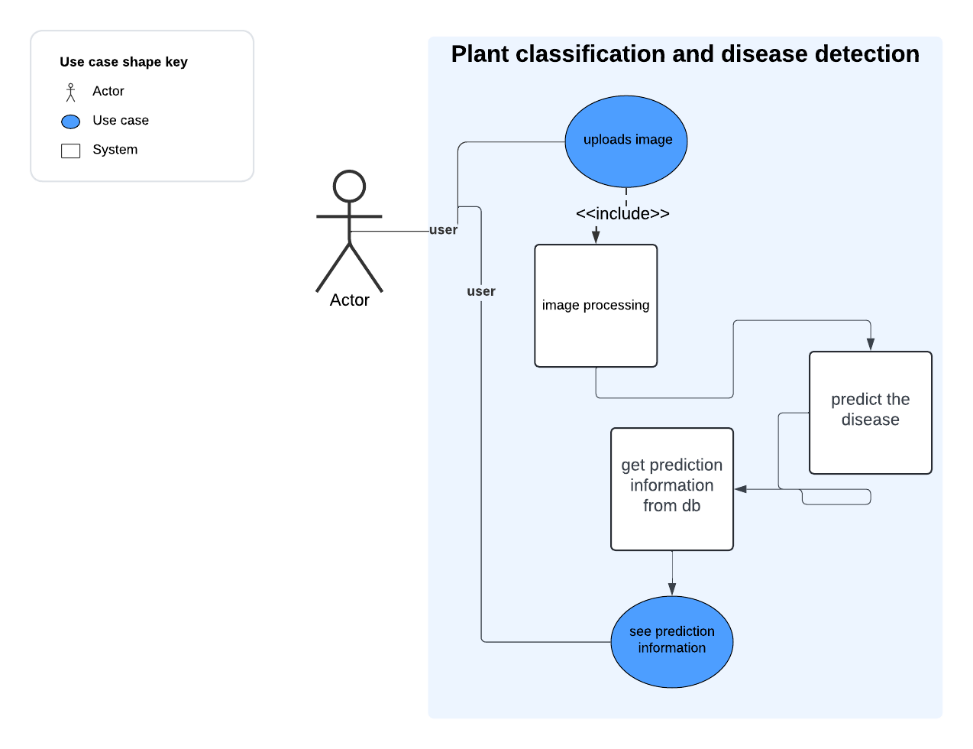 Use case shape key
Actor
Use case
System
Plant classification and disease detection
uploads image
<<include>>
user
Actor
user
image processing
predict the
disease
get prediction
information
from db
see prediction
information